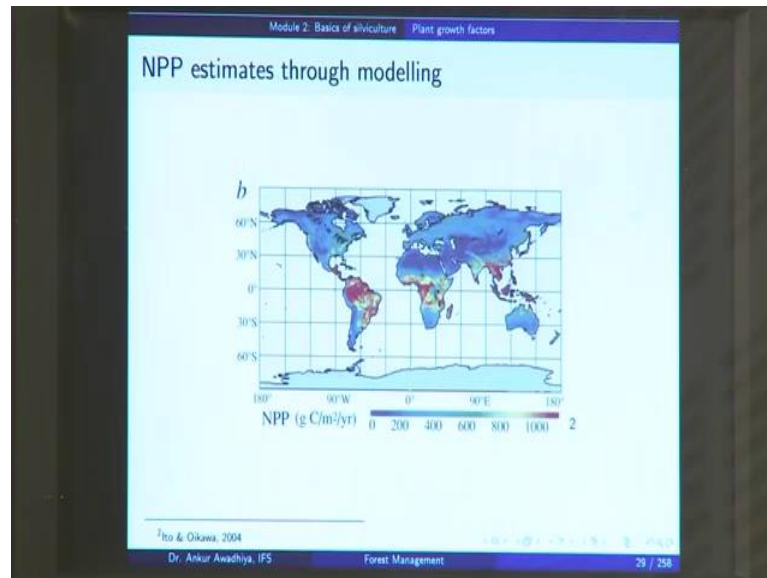 Module 2: Basics of silviculture Plant growth factors
NPP estimates through modelling
b
60°N
30°N
0°
30°S
60°S
180° 90°W 0° 90°E 180°
NPP (g C/m²/yr) 0 200 400 600 800 1000 2
²Ito & Oikawa, 2004
Dr. Ankur Awadhiya, IFS Forest Management 29 / 258